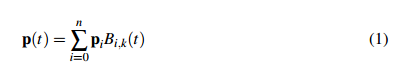 p(t) = ∑_{i=0}^{n} p_i B_{i,k}(t) (1)